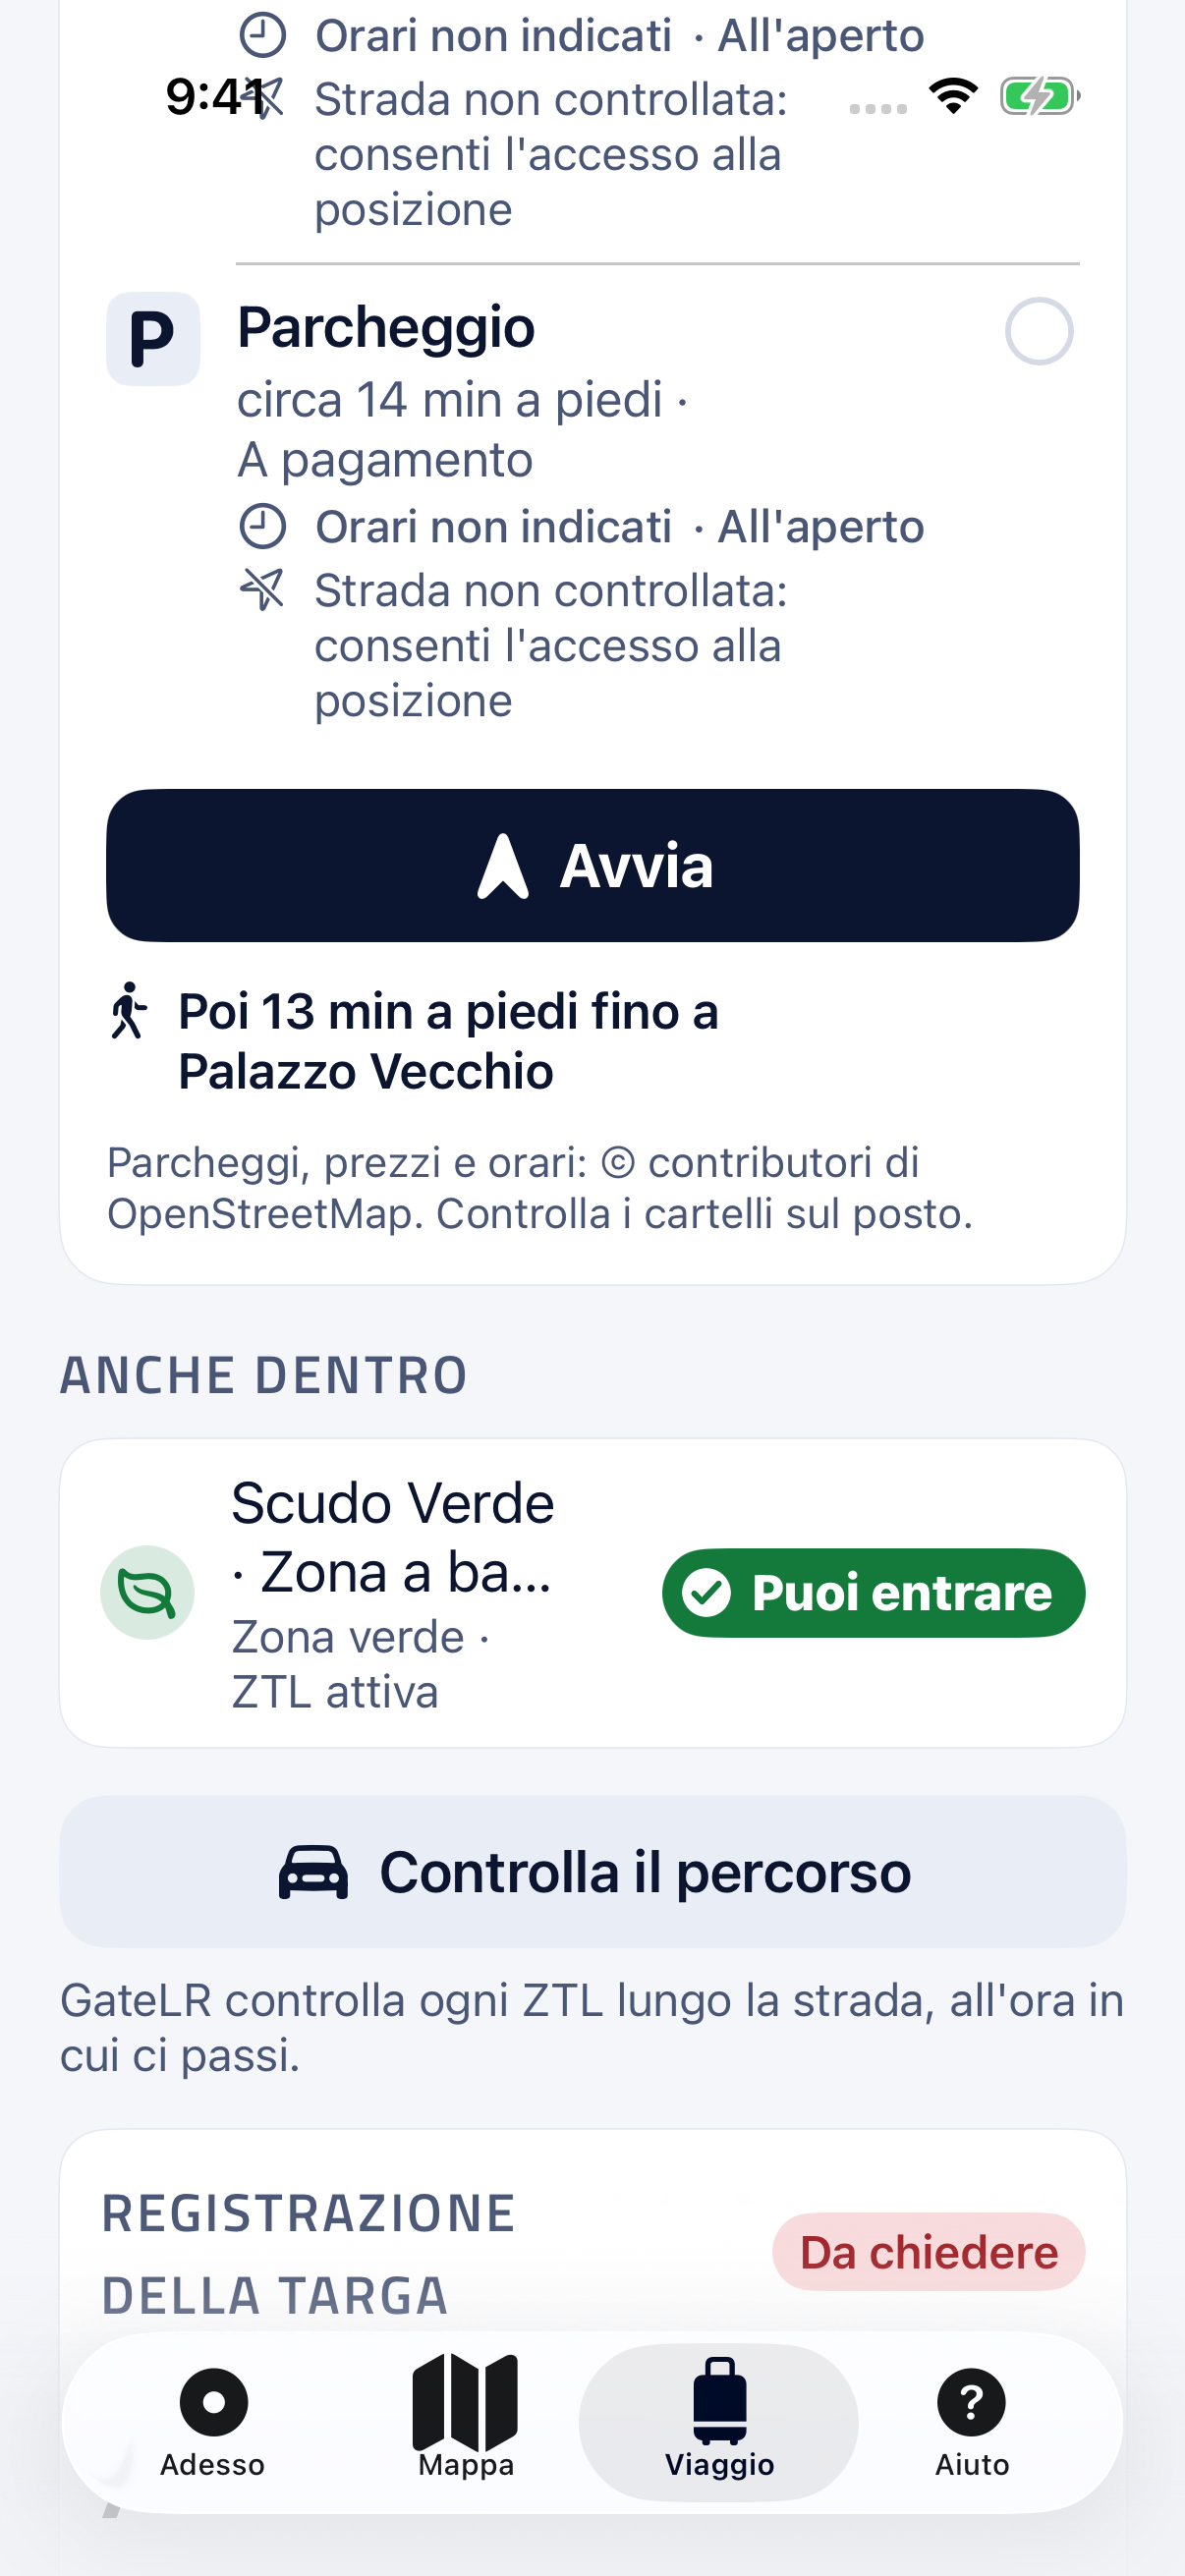 Orari non indicati · All'aperto
9:41
Strada non controllata:
consenti l'accesso alla
posizione
P
Parcheggio
circa 14 min a piedi ·
A pagamento
Orari non indicati · All'aperto
Strada non controllata:
consenti l'accesso alla
posizione
Avvia
Poi 13 min a piedi fino a
Palazzo Vecchio
Parcheggi, prezzi e orari: © contributori di
OpenStreetMap. Controlla i cartelli sul posto.
ANCHE DENTRO
Scudo Verde
· Zona a ba...
Zona verde ·
ZTL attiva
Puoi entrare
Controlla il percorso
GateLR controlla ogni ZTL lungo la strada, all'ora in
cui ci passi.
REGISTRAZIONE
DELLA TARGA
Da chiedere
Adesso
Mappa
Viaggio
?
Aiuto